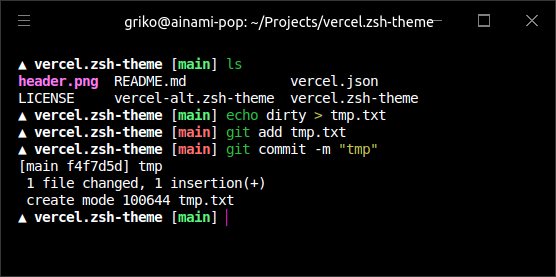 griko@ainami-pop: ~/Projects/vercel.zsh-theme
▲ vercel.zsh-theme [main] ls
header.png  README.md             vercel.json
LICENSE     vercel-alt.zsh-theme  vercel.zsh-theme
▲ vercel.zsh-theme [main] echo dirty > tmp.txt
▲ vercel.zsh-theme [main] git add tmp.txt
▲ vercel.zsh-theme [main] git commit -m "tmp"
[main f4f7d5d] tmp
 1 file changed, 1 insertion(+)
 create mode 100644 tmp.txt
▲ vercel.zsh-theme [main]